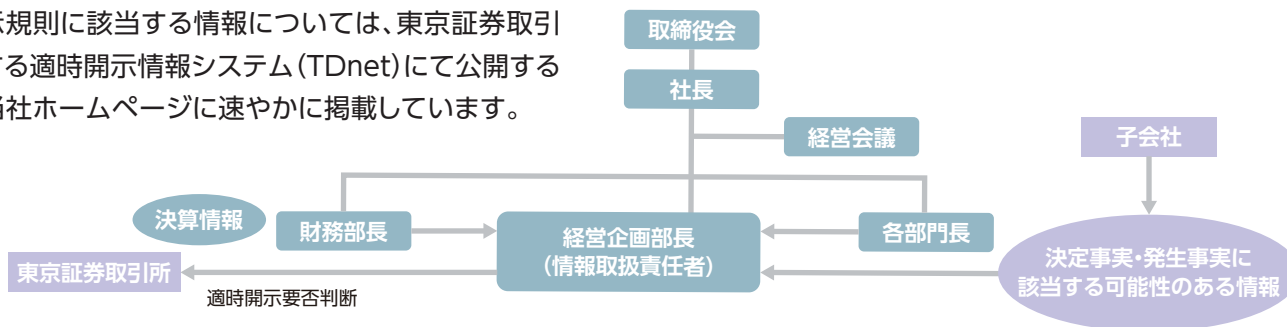 示規則に該当する情報については、東京証券取引
する適時開示情報システム(TDnet)にて公開する
当社ホームページに速やかに掲載しています。
取締役会
社長
経営会議
子会社
決算情報
財務部長
経営企画部長
(情報取扱責任者)
各部門長
決定事実・発生事実に
該当する可能性のある情報
東京証券取引所
適時開示要否判断